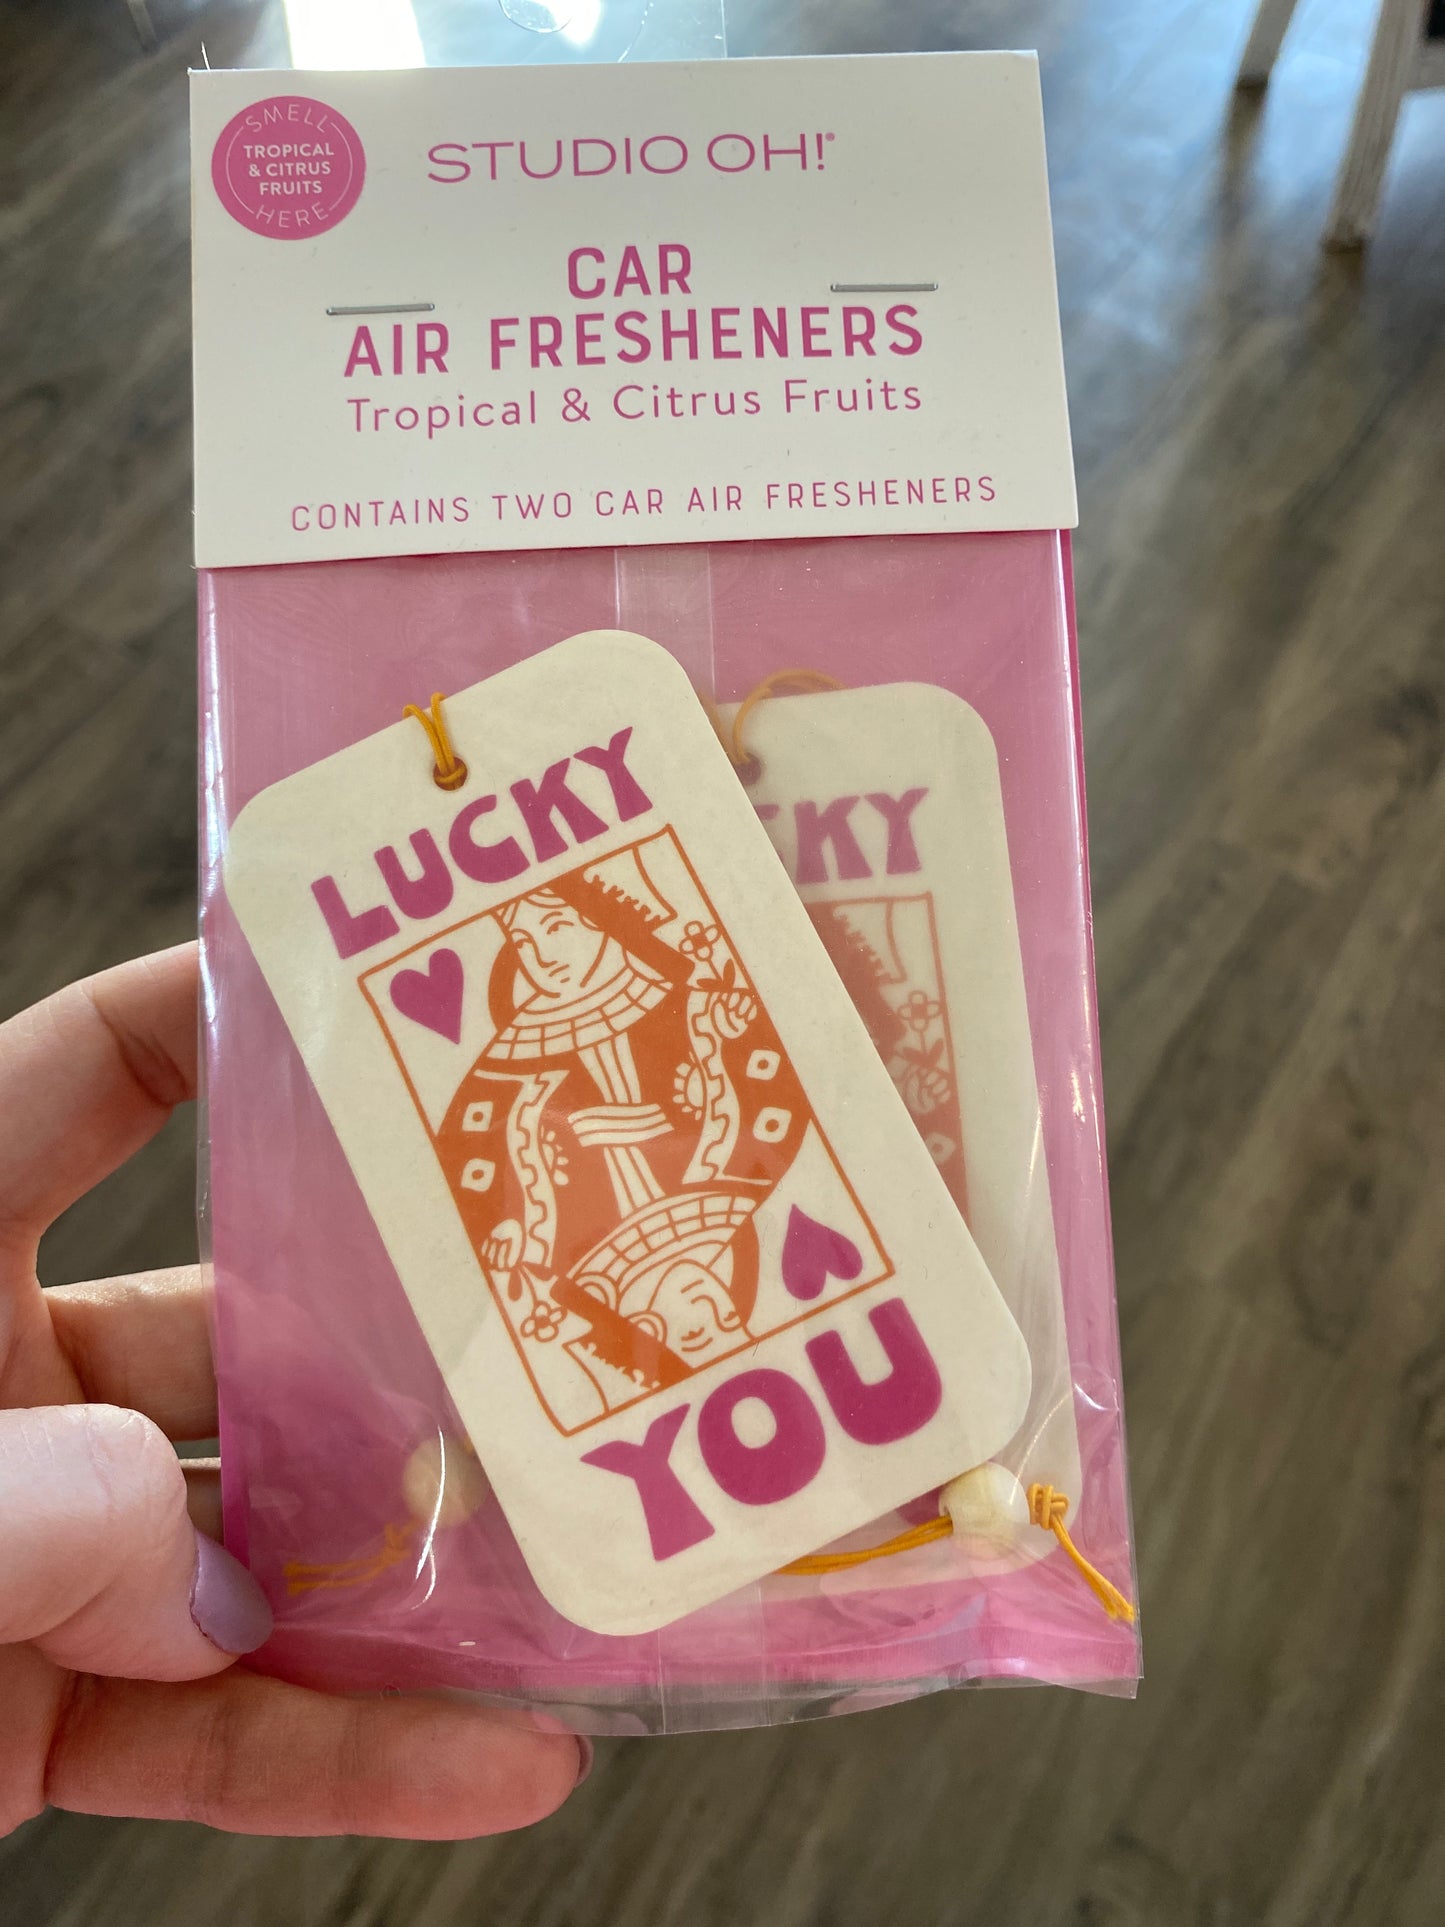 SMELL
TROPICAL
& CITRUS
FRUITS
HERE
STUDIO OH!®
CAR
AIR FRESHENERS
Tropical & Citrus Fruits
CONTAINS TWO CAR AIR FRESHENERS
LUCKY
YOU
KY